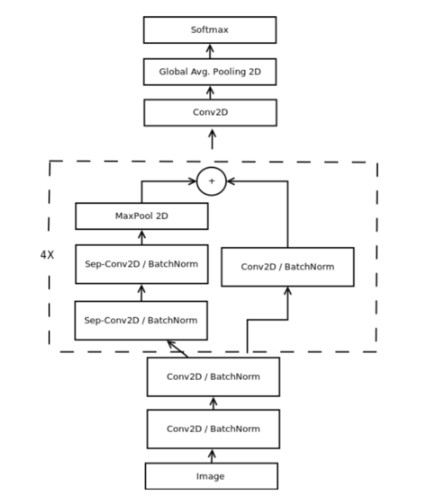 Softmax
Global Avg. Pooling 2D
Conv2D
+
MaxPool 2D
4X
Sep-Conv2D / BatchNorm
Conv2D / BatchNorm
Sep-Conv2D / BatchNorm
Conv2D / BatchNorm
Conv2D / BatchNorm
Image